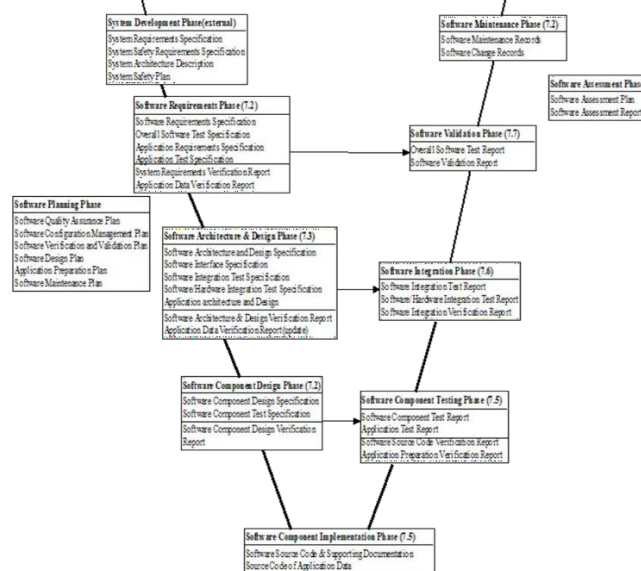 System Development Phase(external)
System Requirements Specification
System Safety Requirements Specification
System Architecture Description
System Safety Plan
Software Maintenance Phase (7.2)
Software Maintenance Records
Software Change Records
Software Assessment Phase
Software Assessment Plan
Software Assessment Report
Software Requirements Phase (7.2)
Software Requirements Specification
Overall Software Test Specification
Application Requirements Specification
Application Test Specification
System Requirements Verification Report
Application Data Verification Report
Software Validation Phase (7.7)
Overall Software Test Report
Software Validation Report
Software Planning Phase
Software Quality Assurance Plan
Software Configuration Management Plan
Software Verification and Validation Plan
Software Design Plan
Application Preparation Plan
Software Maintenance Plan
Software Architecture & Design Phase (7.3)
Software Architecture and Design Specification
Software Interface Specification
Software Integration Test Specification
Software/Hardware Integration Test Specification
Application architecture and Design
Software Architecture & Design Verification Report
Application Data Verification Report(update)
Software Integration Phase (7.6)
Software Integration Test Report
Software/Hardware Integration Test Report
Software Integration Verification Report
Software Component Design Phase (7.2)
Software Component Design Specification
Software Component Test Specification
Software Component Design Verification
Report
Software Component Testing Phase (7.5)
Software Component Test Report
Application Test Report
Software Source Code Verification Report
Application Preparation Verification Report
Software Component Implementation Phase (7.5)
Software Source Code & Supporting Documentation
Source Code of Application Data